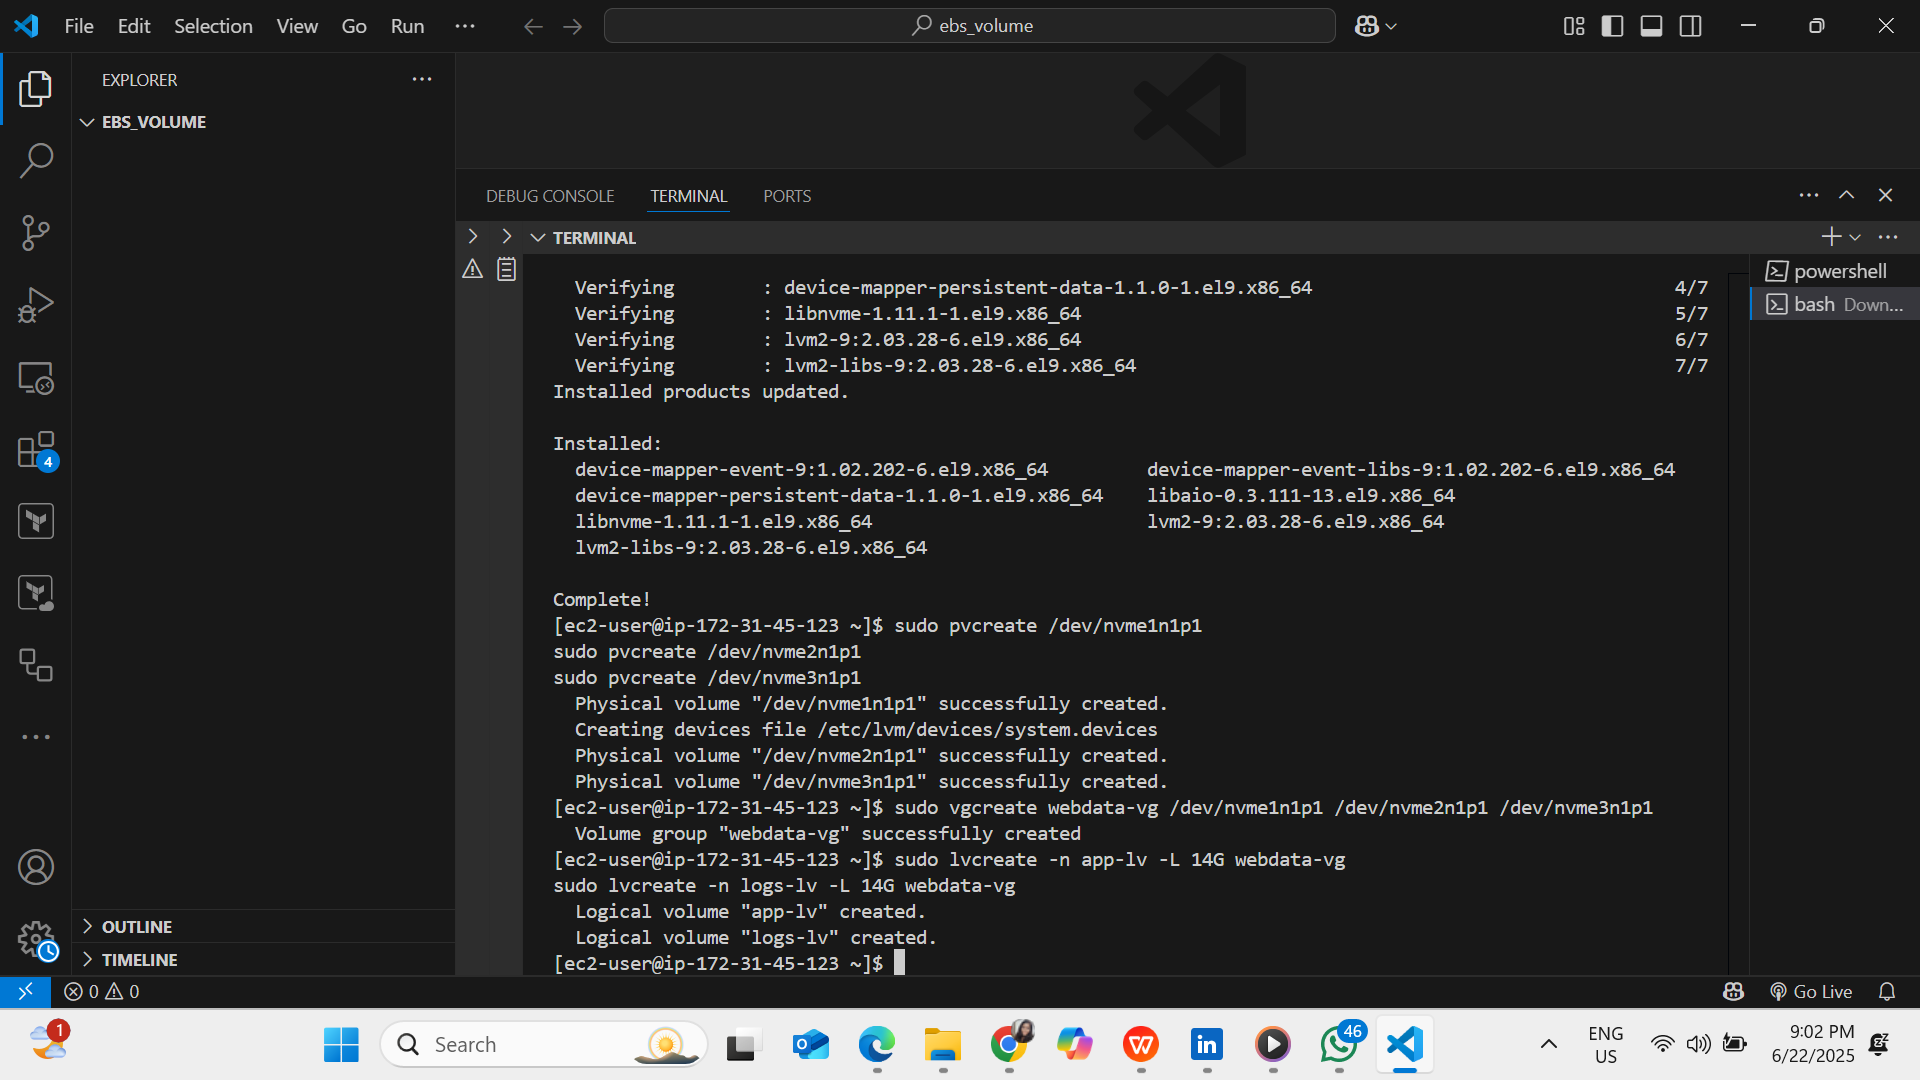 File Edit Selection View Go Run ···
ebs_volume
EXPLORER
EBS_VOLUME
DEBUG CONSOLE TERMINAL PORTS
TERMINAL
powershell
bash Down...
Verifying : device-mapper-persistent-data-1.1.0-1.el9.x86_64 4/7
Verifying : libnvme-1.11.1-1.el9.x86_64 5/7
Verifying : lvm2-9:2.03.28-6.el9.x86_64 6/7
Verifying : lvm2-libs-9:2.03.28-6.el9.x86_64 7/7
Installed products updated.
Installed:
device-mapper-event-9:1.02.202-6.el9.x86_64 device-mapper-event-libs-9:1.02.202-6.el9.x86_64
device-mapper-persistent-data-1.1.0-1.el9.x86_64 libaio-0.3.111-13.el9.x86_64
libnvme-1.11.1-1.el9.x86_64 lvm2-9:2.03.28-6.el9.x86_64
lvm2-libs-9:2.03.28-6.el9.x86_64
Complete!
[ec2-user@ip-172-31-45-123 ~]$ sudo pvcreate /dev/nvme1n1p1
sudo pvcreate /dev/nvme2n1p1
sudo pvcreate /dev/nvme3n1p1
Physical volume "/dev/nvme1n1p1" successfully created.
Creating devices file /etc/lvm/devices/system.devices
Physical volume "/dev/nvme2n1p1" successfully created.
Physical volume "/dev/nvme3n1p1" successfully created.
[ec2-user@ip-172-31-45-123 ~]$ sudo vgcreate webdata-vg /dev/nvme1n1p1 /dev/nvme2n1p1 /dev/nvme3n1p1
Volume group "webdata-vg" successfully created
[ec2-user@ip-172-31-45-123 ~]$ sudo lvcreate -n app-lv -L 14G webdata-vg
sudo lvcreate -n logs-lv -L 14G webdata-vg
Logical volume "app-lv" created.
Logical volume "logs-lv" created.
[ec2-user@ip-172-31-45-123 ~]$
4
OUTLINE
TIMELINE
0 0
Go Live
1
Search
46
ENG
US
9:02 PM
6/22/2025